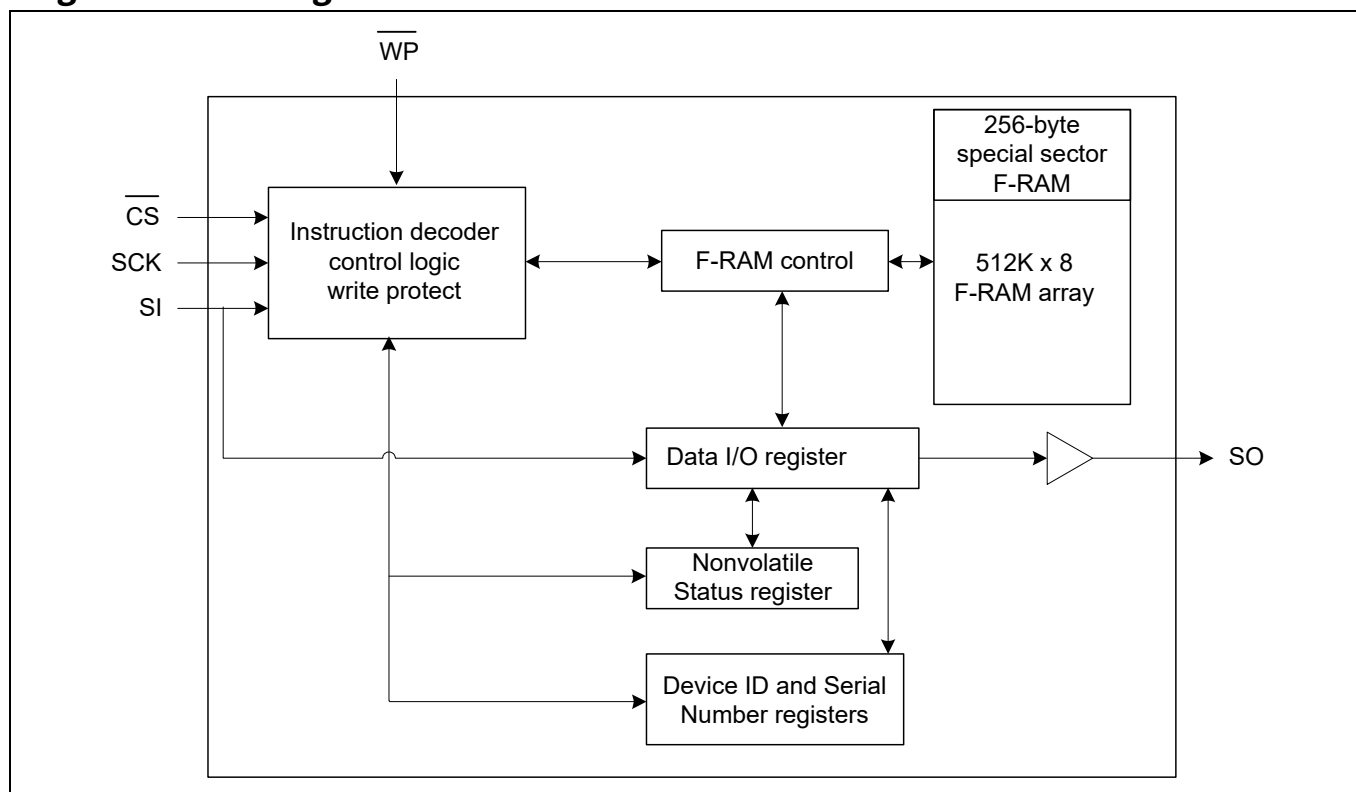 WP
256-byte
special sector
F-RAM
CS
SCK
SI
Instruction decoder
control logic
write protect
F-RAM control
512K x 8
F-RAM array
Data I/O register
SO
Nonvolatile
Status register
Device ID and Serial
Number registers